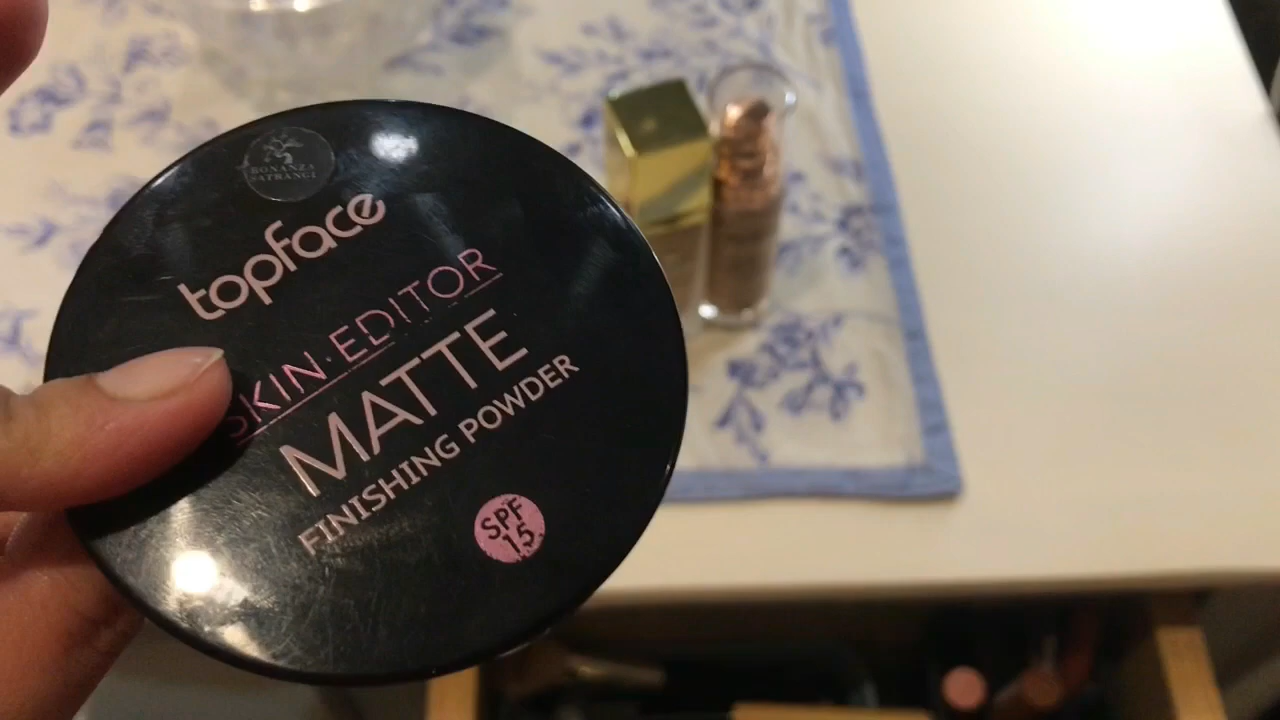 BONANZA
SATRANGI
topface
SKIN·EDITOR
MATTE
FINISHING POWDER
SPF
15